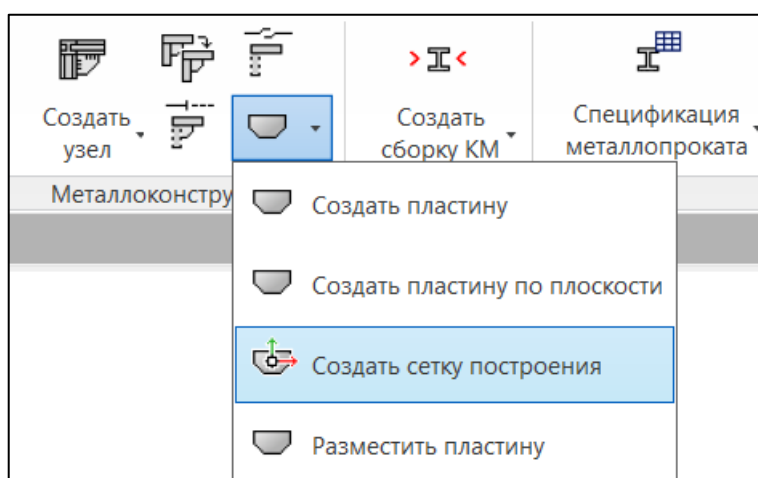 Создать
узел
Создать
сборку КМ
Спецификация
металлопроката
Металлоконстру
Создать пластину
Создать пластину по плоскости
Создать сетку построения
Разместить пластину